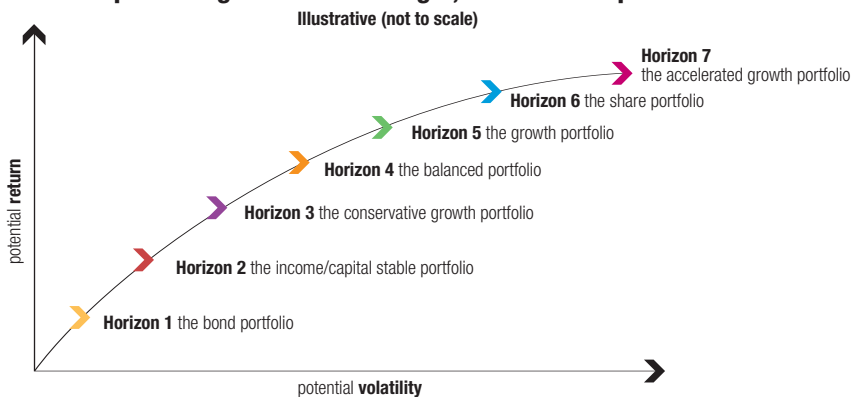 Illustrative (not to scale)
Horizon 7
the accelerated growth portfolio
Horizon 6 the share portfolio
Horizon 5 the growth portfolio
Horizon 4 the balanced portfolio
Horizon 3 the conservative growth portfolio
Horizon 2 the income/capital stable portfolio
Horizon 1 the bond portfolio
potential return
potential volatility